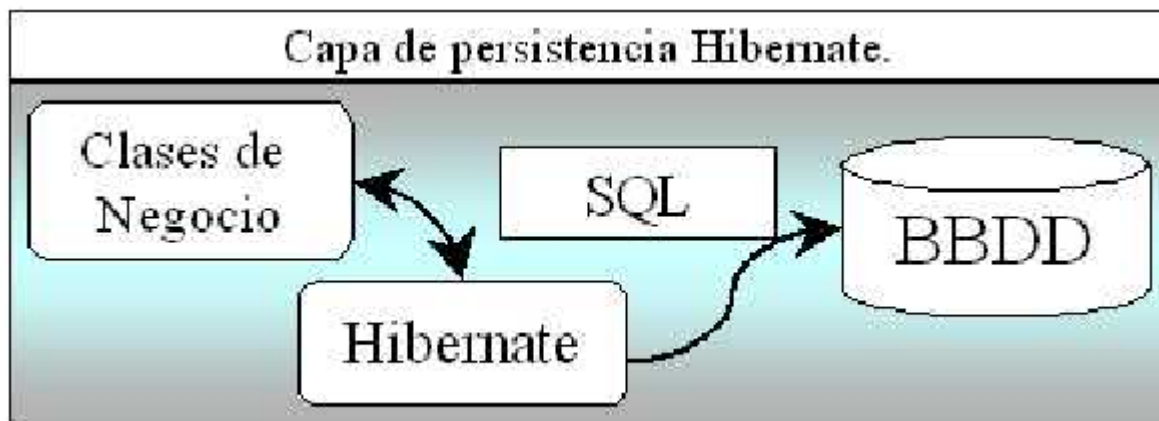 Capa de persistencia Hibernate.
Clases de
Negocio
SQL
BBDD
Hibernate